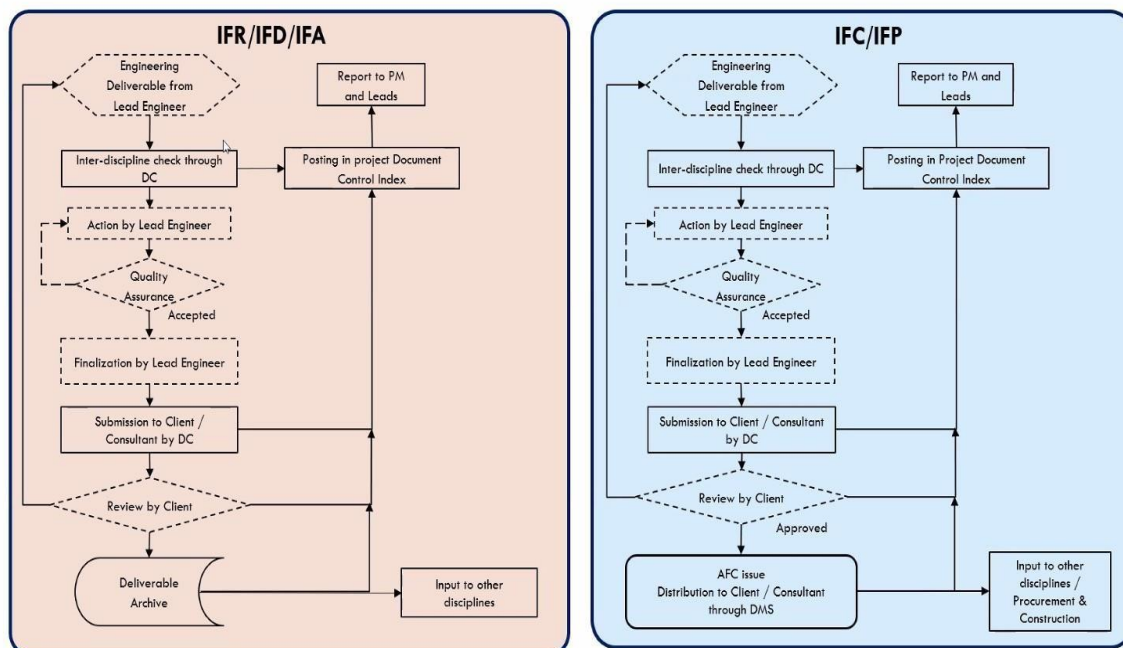 IFR/IFD/IFA
Engineering
Deliverable from
Lead Engineer
Report to PM
and Leads
Inter-discipline check through
DC
Posting in project Document
Control Index
Action by Lead Engineer
Quality
Assurance
Accepted
Finalization by Lead Engineer
Submission to Client /
Consultant by DC
Review by Client
Deliverable
Archive
Input to other
disciplines
IFC/IFP
Engineering
Deliverable from
Lead Engineer
Report to PM and
Leads
Inter-discipline check through DC
Posting in Project Document
Control Index
Action by Lead Engineer
Quality
Assurance
Accepted
Finalization by Lead Engineer
Submission to Client / Consultant
by DC
Review by Client
Approved
AFC issue
Distribution to Client / Consultant
through DMS
Input to other
disciplines /
Procurement &
Construction